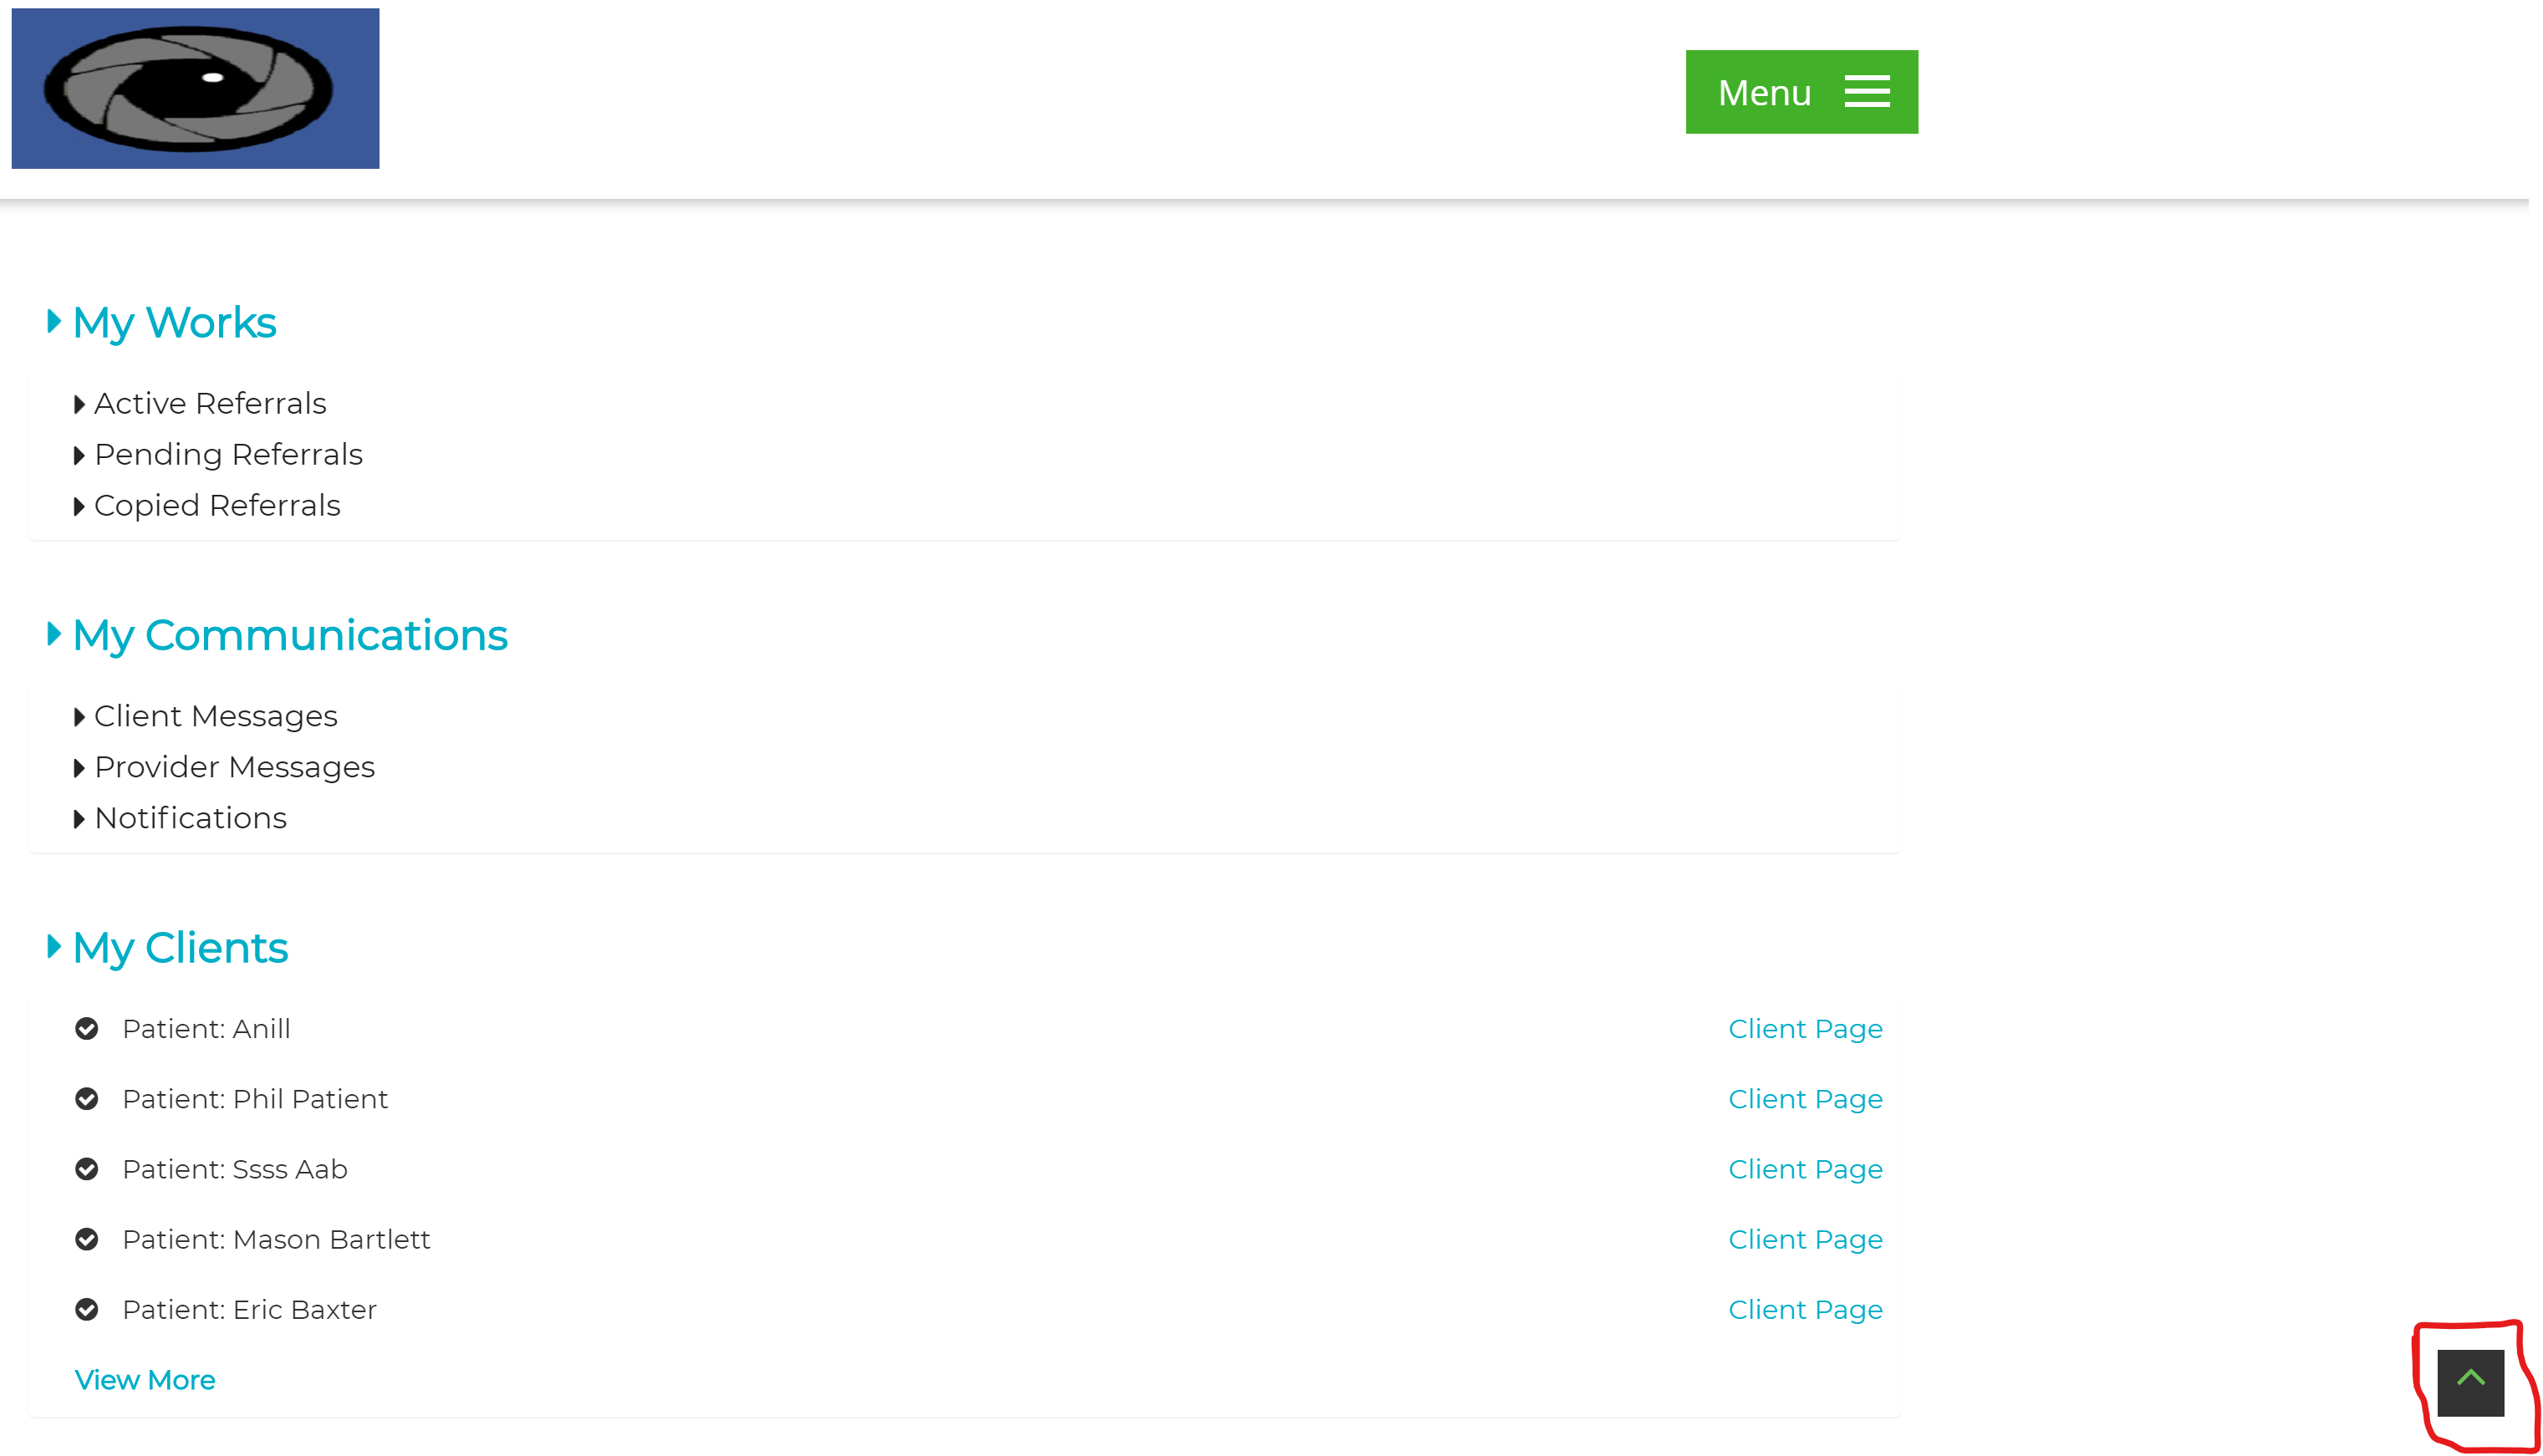 Menu
My Works
Active Referrals
Pending Referrals
Copied Referrals
My Communications
Client Messages
Provider Messages
Notifications
My Clients
Patient: Anill Client Page
Patient: Phil Patient Client Page
Patient: Ssss Aab Client Page
Patient: Mason Bartlett Client Page
Patient: Eric Baxter Client Page
View More